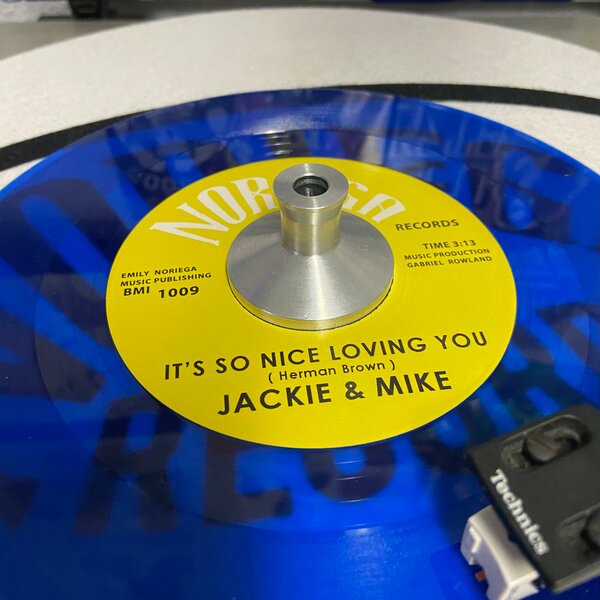 NORIEGA
RECORDS
TIME 3:13
MUSIC PRODUCTION
GABRIEL ROWLAND
EMILY NORIEGA
MUSIC PUBLISHING
BMI 1009
IT'S SO NICE LOVING YOU
( Herman Brown )
JACKIE & MIKE
Technics